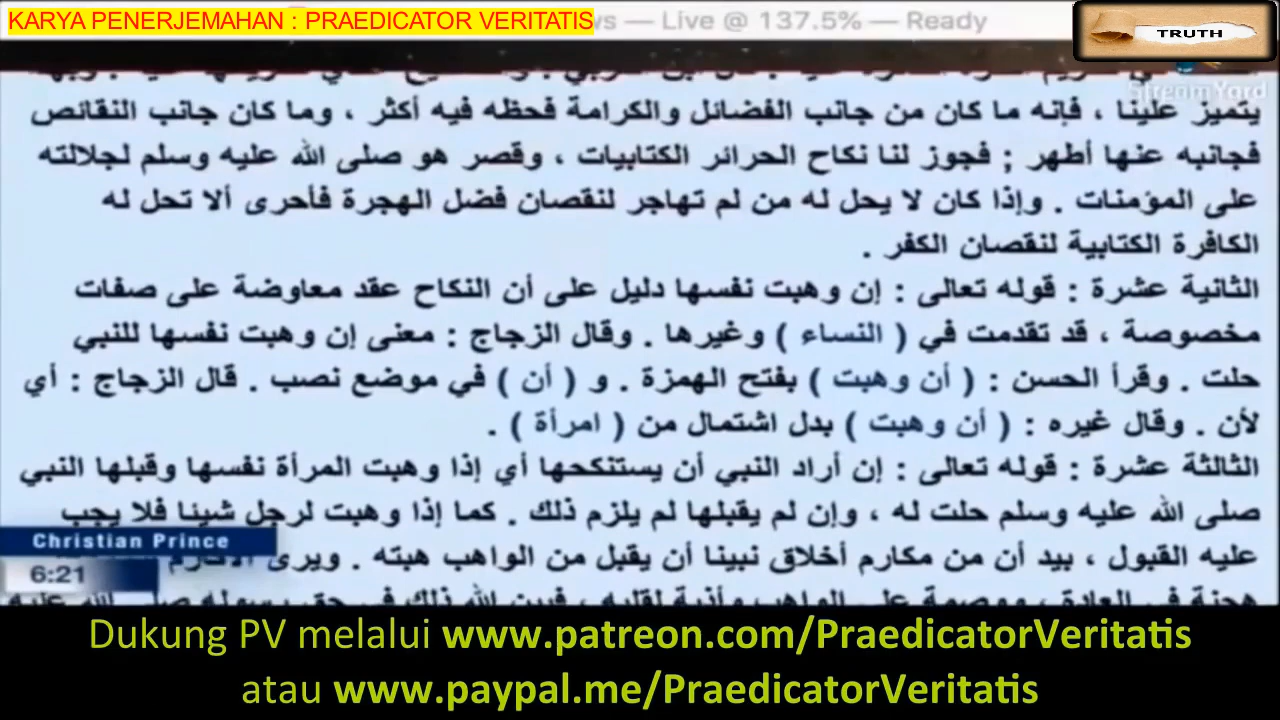 KARYA PENERJEMAHAN : PRAEDICATOR VERITATIS
— Live @ 137.5% — Ready
TRUTH
StreamYard
يتميز علينا ، فإنه ما كان من جانب الفضائل والكرامة فحظه فيه أكثر ، وما كان جانب النقائص
فجانبه عنها أطهر ; فجوز لنا نكاح الحرائر الكتابيات ، وقصر هو صلى الله عليه وسلم لجلالته
على المؤمنات . وإذا كان لا يحل له من لم تهاجر لنقصان فضل الهجرة فأحرى ألا تحل له
الكافرة الكتابية لنقصان الكفر .
الثانية عشرة : قوله تعالى : إن وهبت نفسها دليل على أن النكاح عقد معاوضة على صفات
مخصوصة ، قد تقدمت في ( النساء ) وغيرها . وقال الزجاج : معنى إن وهبت نفسها للنبي
حلت . وقرأ الحسن : ( أن وهبت ) بفتح الهمزة . و ( أن ) في موضع نصب . قال الزجاج : أي
لأن . وقال غيره : ( أن وهبت ) بدل اشتمال من ( امرأة ) .
الثالثة عشرة : قوله تعالى : إن أراد النبي أن يستنكحها أي إذا وهبت المرأة نفسها وقبلها النبي
صلى الله عليه وسلم حلت له ، وإن لم يقبلها لم يلزم ذلك . كما إذا وهبت لرجل شيئا فلا يجب
عليه القبول ، بيد أن من مكارم أخلاق نبينا أن يقبل من الواهب هبته . ويرى الأكارم
Christian Prince
6:21
Dukung PV melalui www.patreon.com/PraedicatorVeritatis
atau www.paypal.me/PraedicatorVeritatis